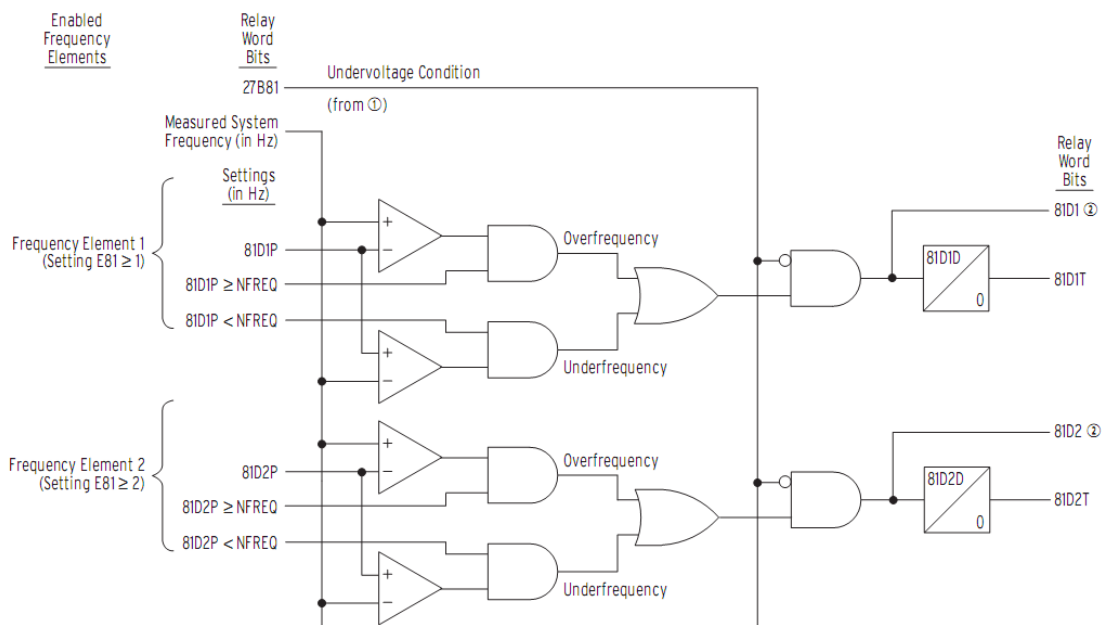 Enabled
Frequency
Elements
Relay
Word
Bits
27B81
Undervoltage Condition
(from ①)
Measured System
Frequency (in Hz)
Relay
Word
Bits
Settings
(in Hz)
Frequency Element 1
(Setting E81 ≥ 1)
81D1P
81D1P ≥ NFREQ
81D1P < NFREQ
+
−
+
−
Overfrequency
Underfrequency
81D1 ②
81D1D
0
81D1T
Frequency Element 2
(Setting E81 ≥ 2)
81D2P
81D2P ≥ NFREQ
81D2P < NFREQ
+
−
+
−
Overfrequency
Underfrequency
81D2 ②
81D2D
0
81D2T